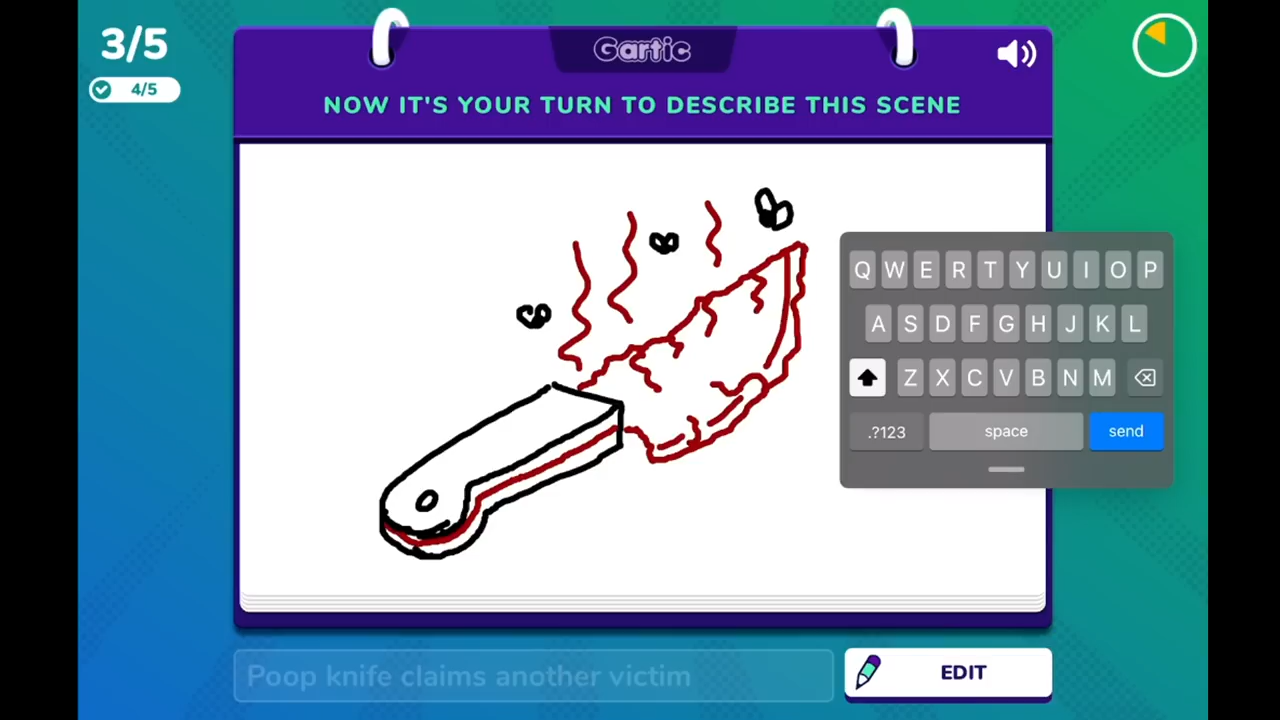 3/5
4/5
Gartic
NOW IT'S YOUR TURN TO DESCRIBE THIS SCENE
Q W E R T Y U I O P
A S D F G H J K L
Z X C V B N M
.?123 space send
Poop knife claims another victim
EDIT